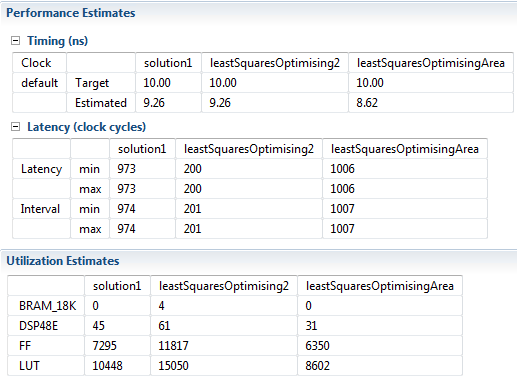 Performance Estimates
Timing (ns)
Clock solution1 leastSquaresOptimising2 leastSquaresOptimisingArea
default Target 10.00 10.00 10.00
Estimated 9.26 9.26 8.62
Latency (clock cycles)
solution1 leastSquaresOptimising2 leastSquaresOptimisingArea
Latency min 973 200 1006
max 973 200 1006
Interval min 974 201 1007
max 974 201 1007
Utilization Estimates
solution1 leastSquaresOptimising2 leastSquaresOptimisingArea
BRAM_18K 0 4 0
DSP48E 45 61 31
FF 7295 11817 6350
LUT 10448 15050 8602